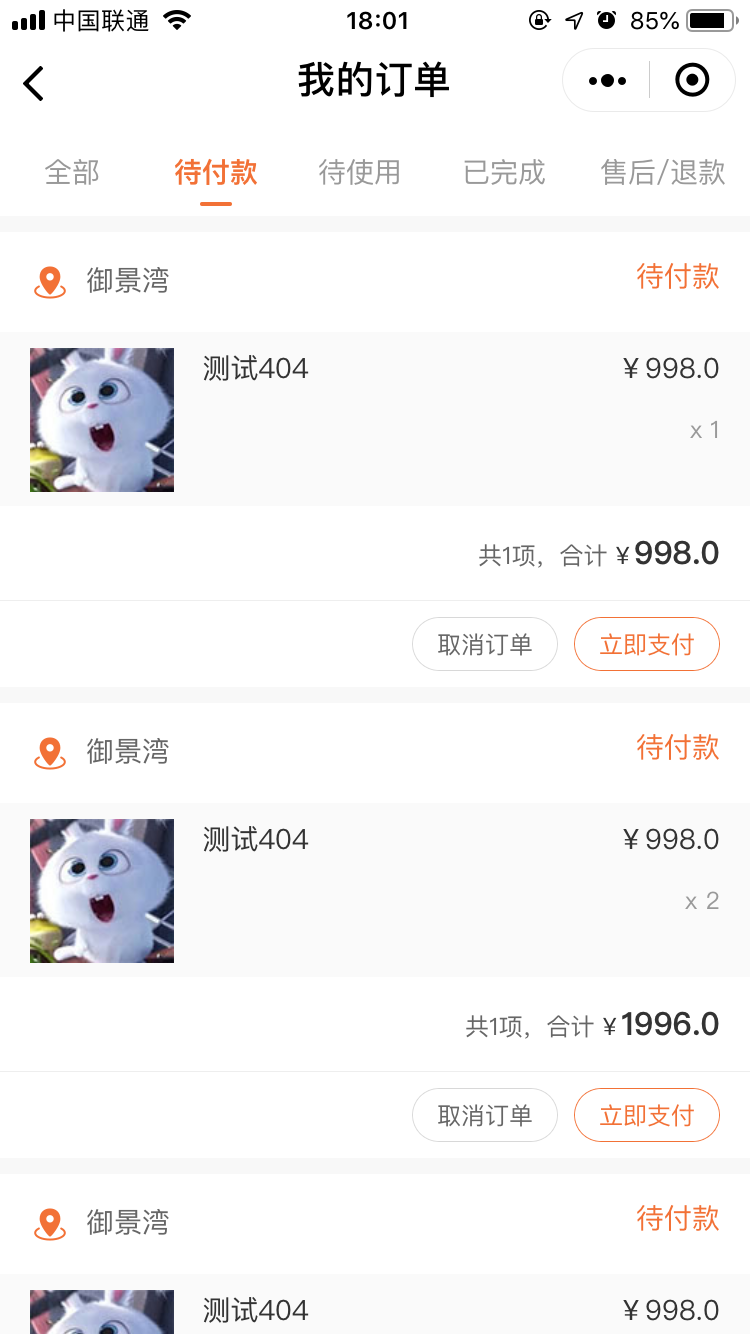 中国联通 18:01 85%
我的订单
全部 待付款 待使用 已完成 售后/退款
御景湾 待付款
测试404 ¥998.0
x 1
共1项，合计 ¥998.0
取消订单 立即支付
御景湾 待付款
测试404 ¥998.0
x 2
共1项，合计 ¥1996.0
取消订单 立即支付
御景湾 待付款
测试404 ¥998.0